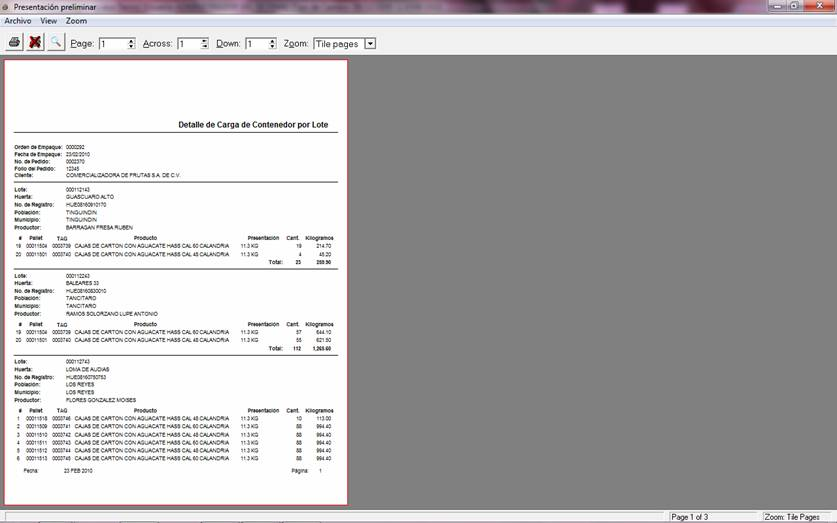 Presentación preliminar
Archivo View Zoom
Page: 1 Across: 1 Down: 1 Zoom: Tile pages
Detalle de Carga de Contenedor por Lote
Orden de Empaque: 0000292
Fecha de Empaque: 23/02/2010
No. de Pedido: 0002370
Folio del Pedido: 12345
Cliente: COMERCIALIZADORA DE FRUTAS S.A. DE C.V.
Lote: 000112143
Huerta: GUASCUARO ALTO
No. de Registro: HUE08160910170
Población: TINGUINDIN
Municipio: TINGUINDIN
Productor: BARRAGAN FRESA RUBEN
# Pallet TAG Producto Presentación Cant. Kilogramos
19 00011504 0003739 CAJAS DE CARTON CON AGUACATE HASS CAL 60 CALANDRIA 11.3 KG 19 214.70
20 00011501 0003740 CAJAS DE CARTON CON AGUACATE HASS CAL 48 CALANDRIA 11.3 KG 4 45.20
Total: 23 259.90
Lote: 000112243
Huerta: BALEARES 33
No. de Registro: HUE08160830010
Población: TANCITARO
Municipio: TANCITARO
Productor: RAMOS SOLORZANO LUPE ANTONIO
# Pallet TAG Producto Presentación Cant. Kilogramos
19 00011504 0003739 CAJAS DE CARTON CON AGUACATE HASS CAL 60 CALANDRIA 11.3 KG 57 644.10
20 00011501 0003740 CAJAS DE CARTON CON AGUACATE HASS CAL 48 CALANDRIA 11.3 KG 55 621.50
Total: 112 1,265.60
Lote: 000112743
Huerta: LOMA DE AUDIAS
No. de Registro: HUE08160750753
Población: LOS REYES
Municipio: LOS REYES
Productor: FLORES GONZALEZ MOISES
# Pallet TAG Producto Presentación Cant. Kilogramos
1 00011518 0003746 CAJAS DE CARTON CON AGUACATE HASS CAL 48 CALANDRIA 11.3 KG 10 113.00
2 00011509 0003741 CAJAS DE CARTON CON AGUACATE HASS CAL 60 CALANDRIA 11.3 KG 88 994.40
3 00011510 0003742 CAJAS DE CARTON CON AGUACATE HASS CAL 48 CALANDRIA 11.3 KG 88 994.40
4 00011511 0003743 CAJAS DE CARTON CON AGUACATE HASS CAL 60 CALANDRIA 11.3 KG 88 994.40
5 00011512 0003744 CAJAS DE CARTON CON AGUACATE HASS CAL 48 CALANDRIA 11.3 KG 88 994.40
6 00011513 0003745 CAJAS DE CARTON CON AGUACATE HASS CAL 60 CALANDRIA 11.3 KG 88 994.40
Fecha: 23 FEB 2010 Página: 1
Page 1 of 3 Zoom: Tile Pages